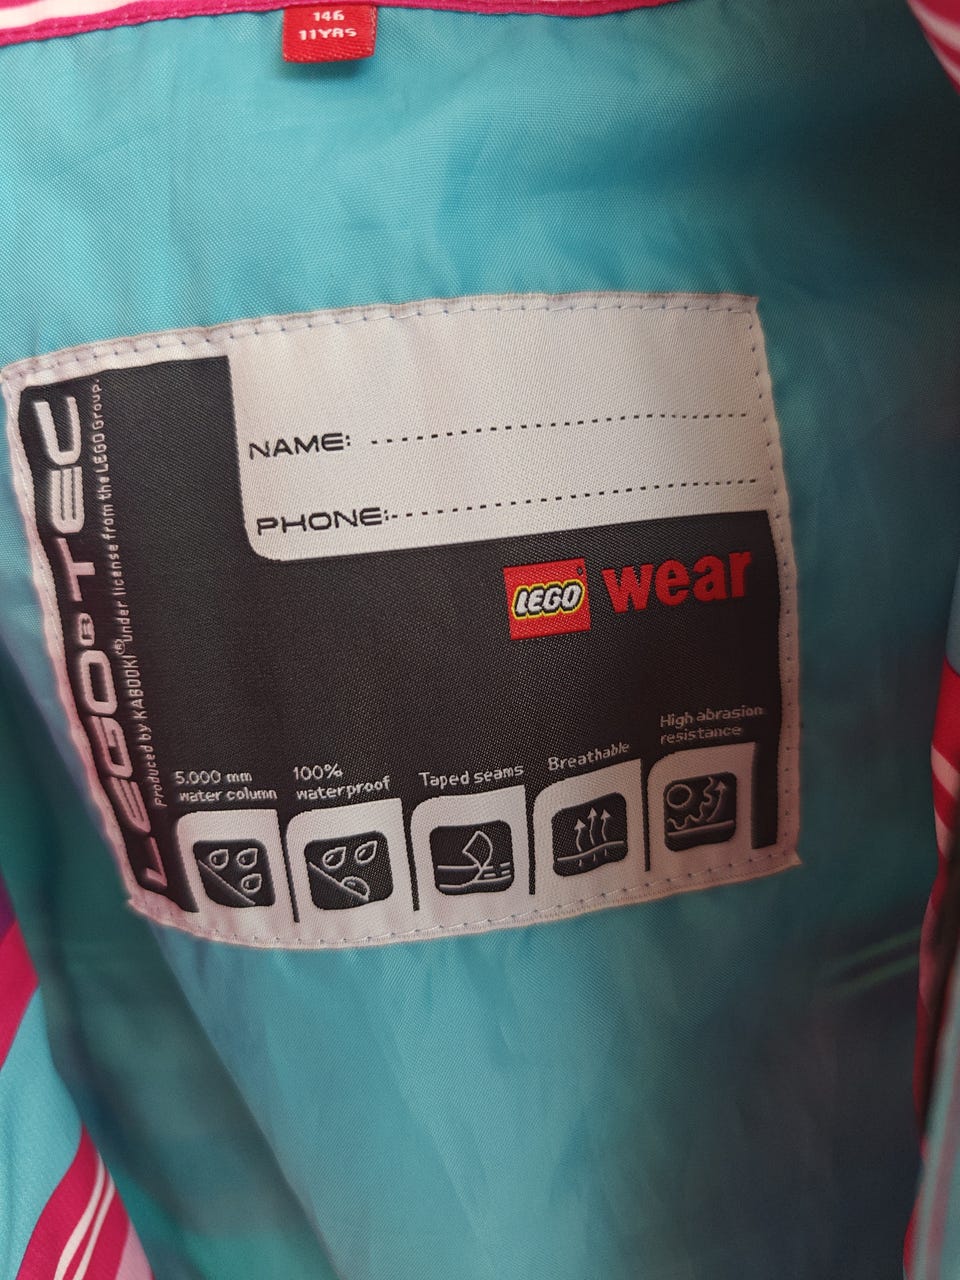 146
11YRS
NAME:
PHONE:
LEGO® TEC
Produced by KABOOKI® under license from the LEGO Group.
LEGO® wear
5.000 mm
water column
100%
waterproof
Taped seams
Breathable
High abrasion
resistance